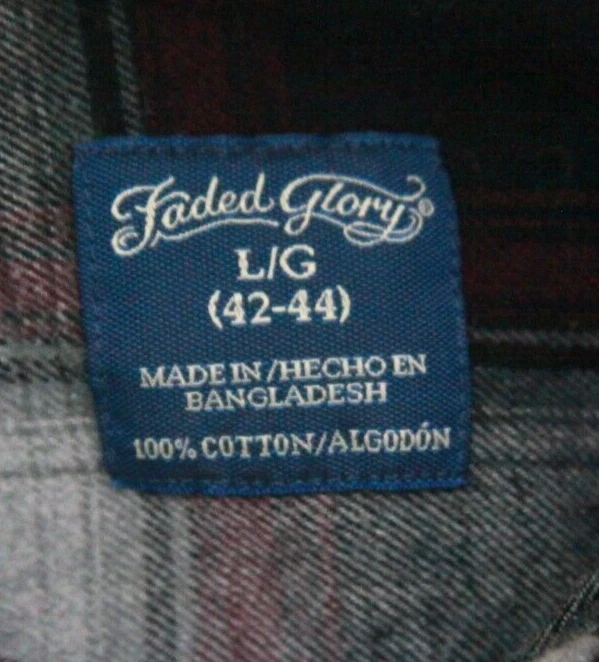 Faded Glory®
L/G
(42-44)
MADE IN/HECHO EN
BANGLADESH
100% COTTON/ALGODÓN